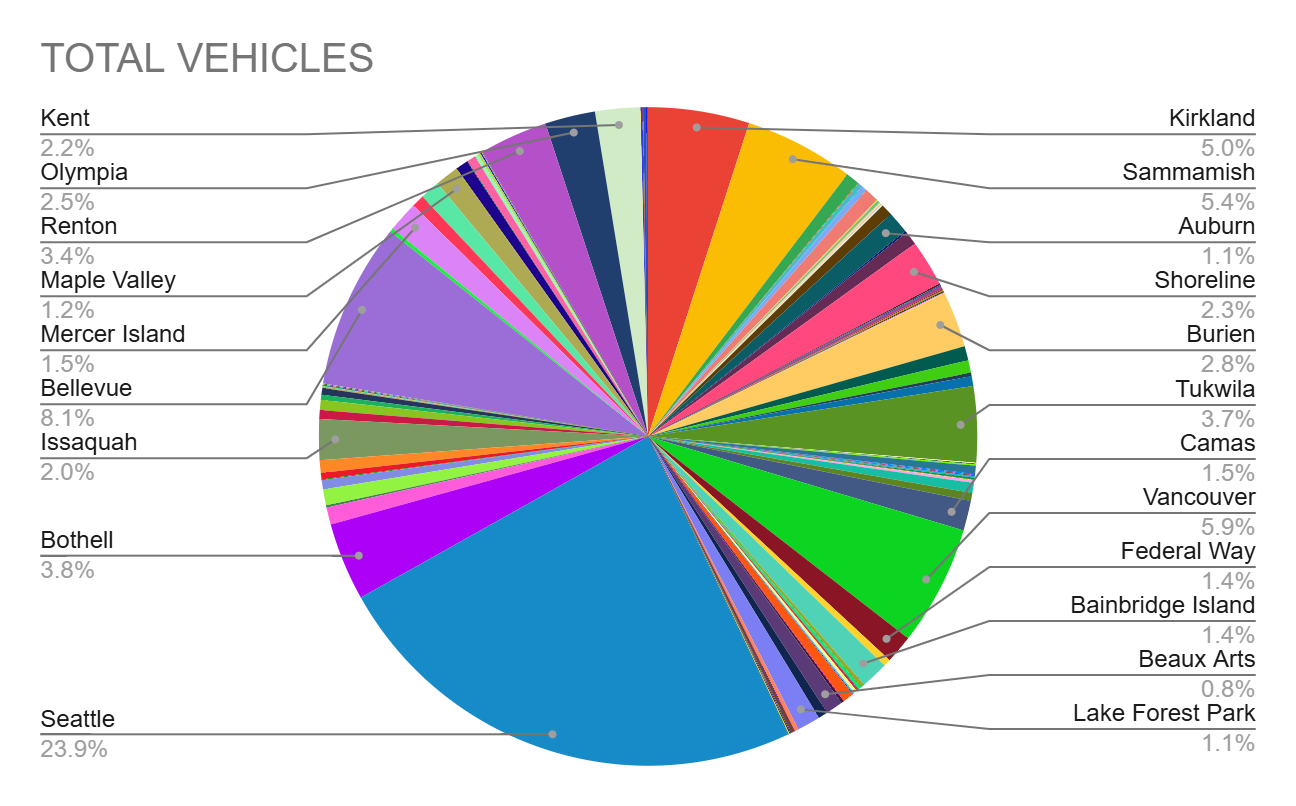 TOTAL VEHICLES
Kent
2.2%
Olympia
2.5%
Renton
3.4%
Maple Valley
1.2%
Mercer Island
1.5%
Bellevue
8.1%
Issaquah
2.0%
Bothell
3.8%
Seattle
23.9%
Kirkland
5.0%
Sammamish
5.4%
Auburn
1.1%
Shoreline
2.3%
Burien
2.8%
Tukwila
3.7%
Camas
1.5%
Vancouver
5.9%
Federal Way
1.4%
Bainbridge Island
1.4%
Beaux Arts
0.8%
Lake Forest Park
1.1%